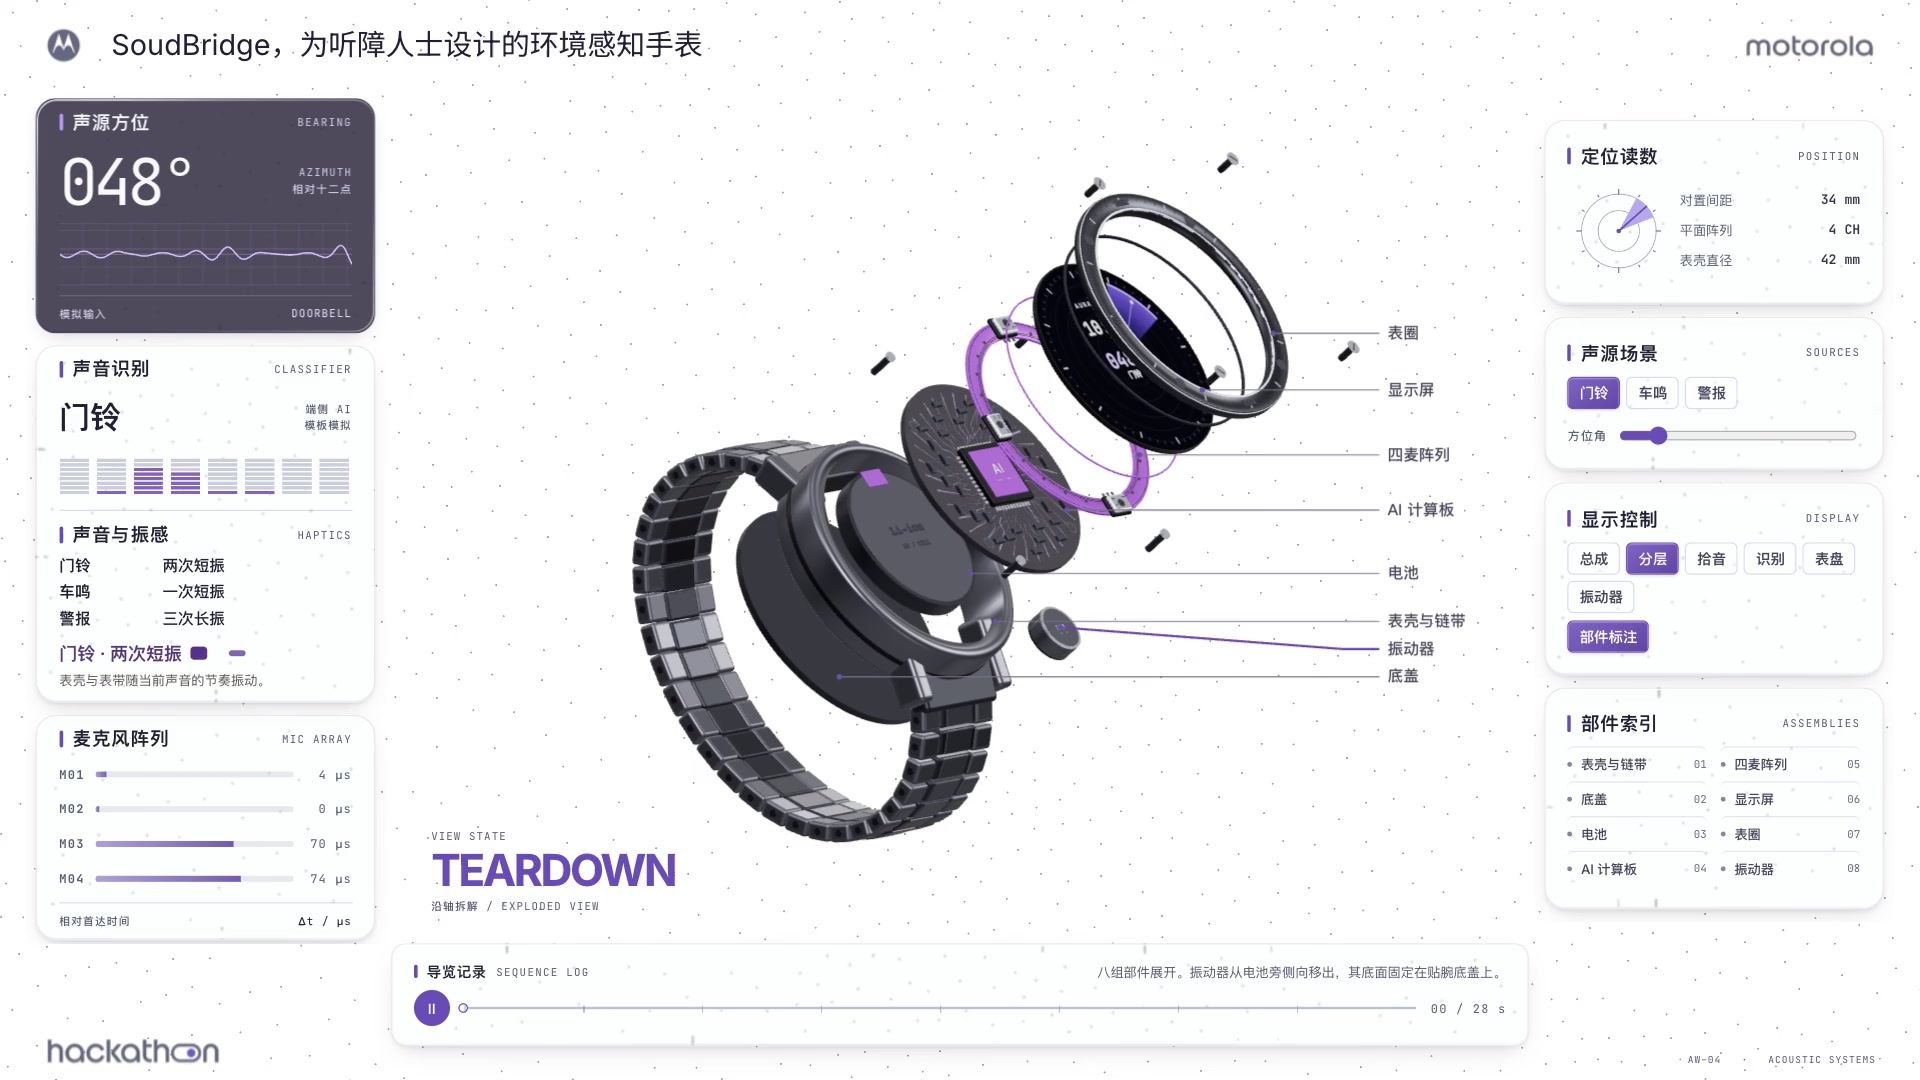 SoudBridge，为听障人士设计的环境感知手表
motorola
声源方位 BEARING
048°
AZIMUTH
相对十二点
模拟输入 DOORBELL
声音识别 CLASSIFIER
门铃
端侧 AI
模板模拟
声音与振感 HAPTICS
门铃 两次短振
车鸣 一次短振
警报 三次长振
门铃 · 两次短振
表壳与表带随当前声音的节奏振动。
麦克风阵列 MIC ARRAY
M01 4 μs
M02 0 μs
M03 70 μs
M04 74 μs
相对首达时间 Δt / μs
AURA
18
门铃
AI
Li-ion
表圈
显示屏
四麦阵列
AI 计算板
电池
表壳与链带
振动器
底盖
VIEW STATE
TEARDOWN
沿轴拆解 / EXPLODED VIEW
定位读数 POSITION
对置间距 34 mm
平面阵列 4 CH
表壳直径 42 mm
声源场景 SOURCES
门铃 车鸣 警报
方位角
显示控制 DISPLAY
总成 分层 拾音 识别 表盘
振动器
部件标注
部件索引 ASSEMBLIES
表壳与链带 01 四麦阵列 05
底盖 02 显示屏 06
电池 03 表圈 07
AI 计算板 04 振动器 08
导览记录 SEQUENCE LOG
八组部件展开。振动器从电池旁侧向移出，其底面固定在贴腕底盖上。
00 / 28 s
hackathon
AW-04 ACOUSTIC SYSTEMS